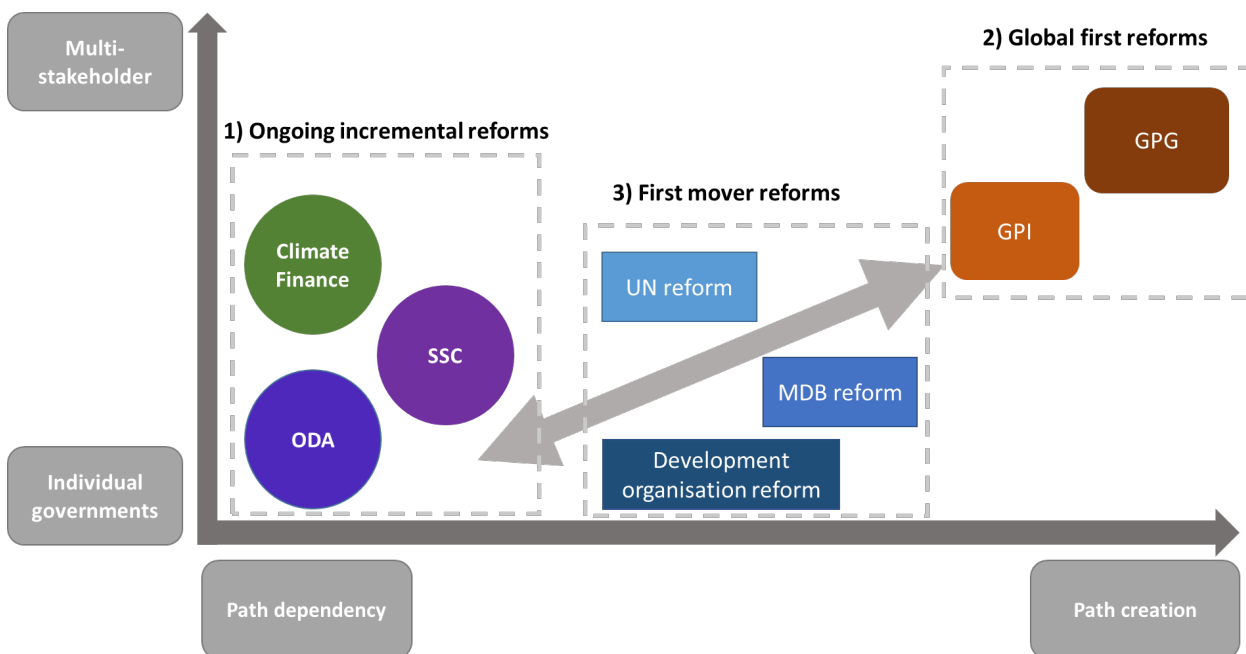 Multi-
stakeholder
2) Global first reforms
1) Ongoing incremental reforms
GPG
3) First mover reforms
GPI
Climate
Finance
UN reform
SSC
MDB reform
ODA
Development
organisation reform
Individual
governments
Path dependency
Path creation